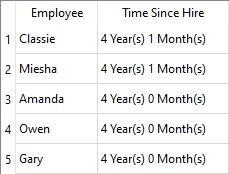 Employee Time Since Hire
1 Classie 4 Year(s) 1 Month(s)
2 Miesha 4 Year(s) 1 Month(s)
3 Amanda 4 Year(s) 0 Month(s)
4 Owen 4 Year(s) 0 Month(s)
5 Gary 4 Year(s) 0 Month(s)